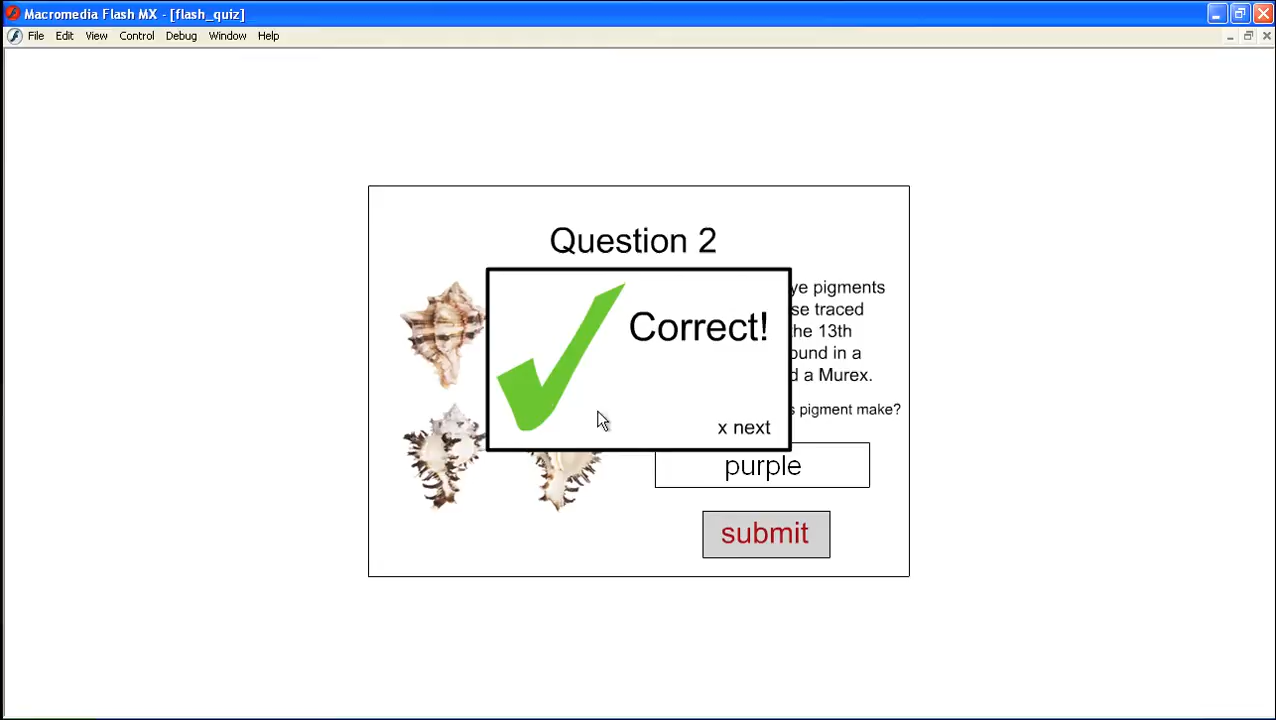 Macromedia Flash MX - [flash_quiz]
File Edit View Control Debug Window Help
Question 2
ye pigments
se traced
he 13th
ound in a
d a Murex.
s pigment make?
Correct!
x next
purple
submit